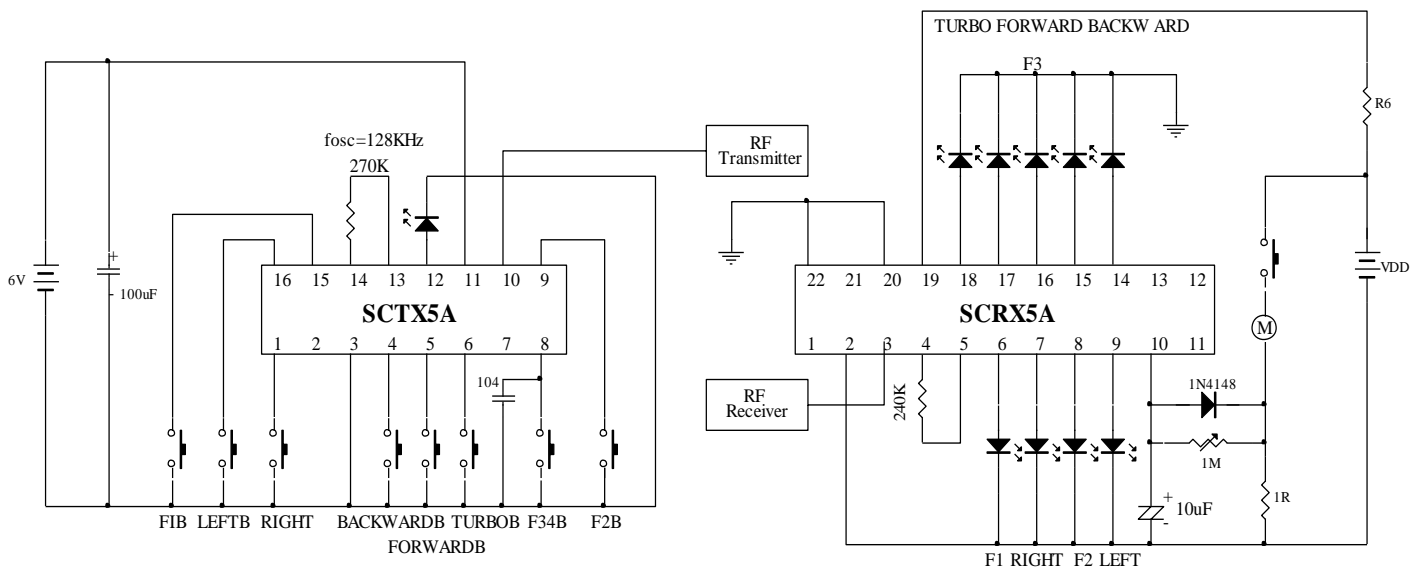 TURBO FORWARD BACKW ARD
F3
R6
fosc=128KHz
270K
RF
Transmitter
6V
+
- 100uF
16 15 14 13 12 11 10 9
SCTX5A
1 2 3 4 5 6 7 8
104
22 21 20 19 18 17 16 15 14 13 12
SCRX5A
1 2 3 4 5 6 7 8 9 10 11
VDD
M
RF
Receiver
240K
1N4148
1M
+
10uF
-
1R
FIB LEFTB RIGHT BACKWARDB TURBOB F34B F2B
FORWARDB
F1 RIGHT F2 LEFT